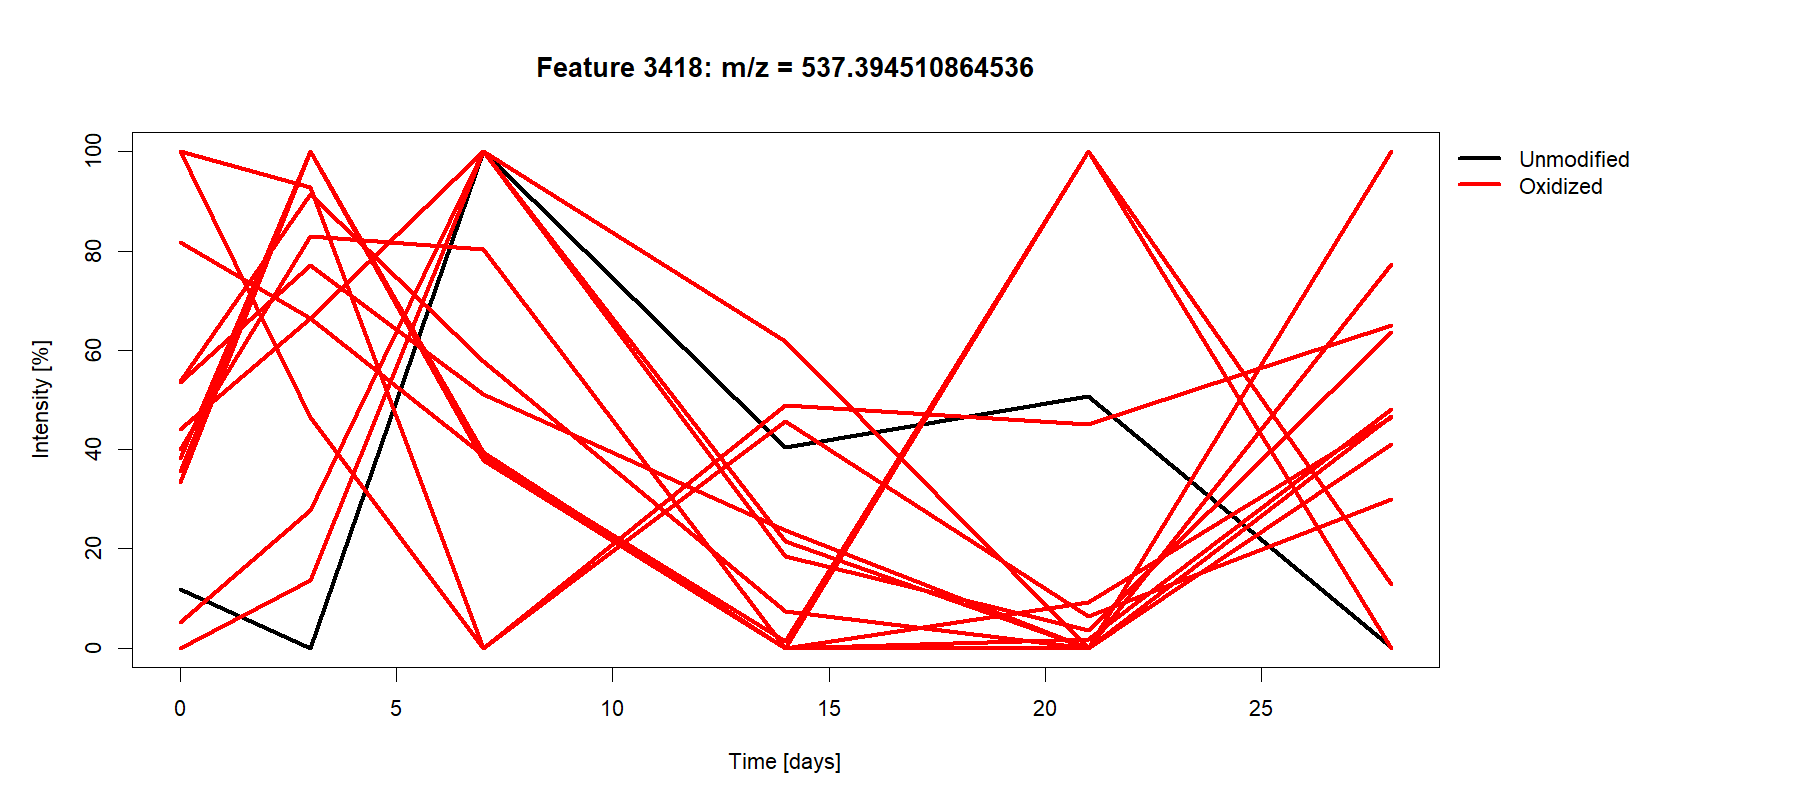 Feature 3418: m/z = 537.394510864536
Unmodified
Oxidized
Intensity [%]
100
80
60
40
20
0
0 5 10 15 20 25
Time [days]